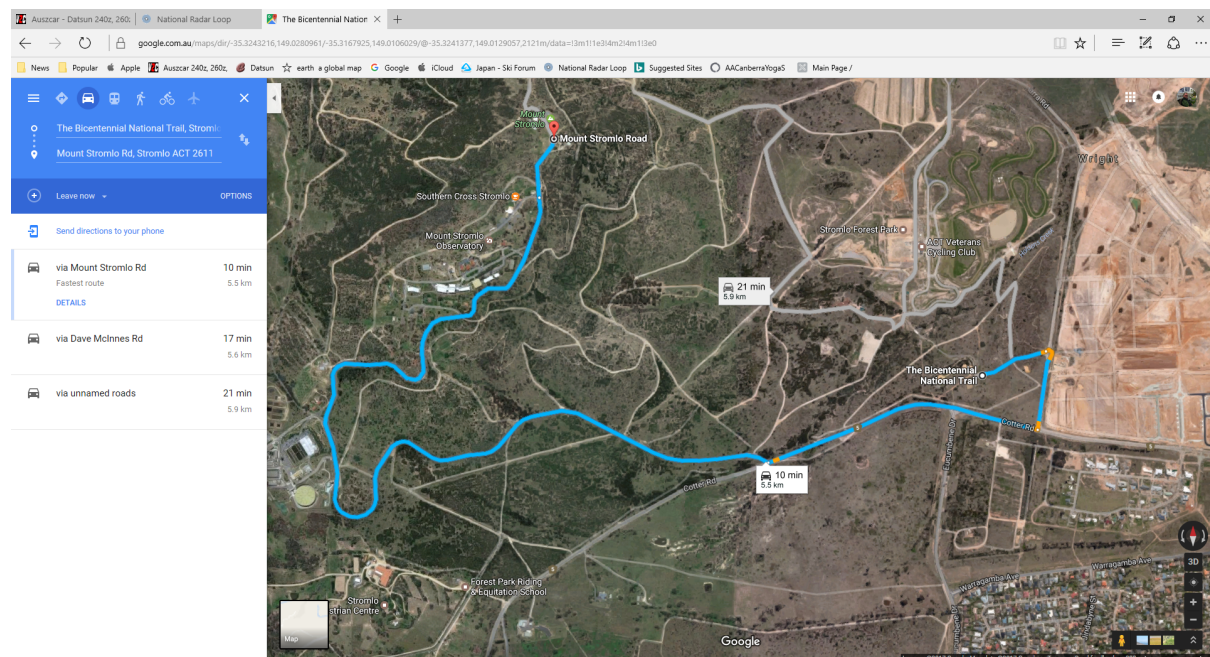 Auszcar - Datsun 240z, 260z
National Radar Loop
The Bicentennial Nation
google.com.au/maps/dir/-35.3243216,149.0280961/-35.3167925,149.0106029/@-35.3241377,149.0129057,2121m/data=!3m1!1e3!4m2!4m1!3e0
News
Popular
Apple
Auszcar 240z, 260z,
Datsun
earth a global map
Google
iCloud
Japan - Ski Forum
National Radar Loop
Suggested Sites
AACanberraYogaS
Main Page /
The Bicentennial National Trail, Stromlo
Mount Stromlo Rd, Stromlo ACT 2611
Leave now
OPTIONS
Send directions to your phone
via Mount Stromlo Rd
10 min
Fastest route
5.5 km
DETAILS
via Dave McInnes Rd
17 min
5.6 km
via unnamed roads
21 min
5.9 km
Mount
Stromlo
Mount Stromlo Road
Wright
Southern Cross Stromlo
Mount Stromlo
Observatory
Stromlo Forest Park
ACT Veterans
Cycling Club
21 min
5.9 km
The Bicentennial
National Trail
Cotter Rd
Eucumbene Dr
10 min
5.5 km
Cotter Rd
Forest Park Riding
& Equitation School
Stromlo
strian Centre
Warragamba Ave
Warragamba Ave
3D
Map
Google